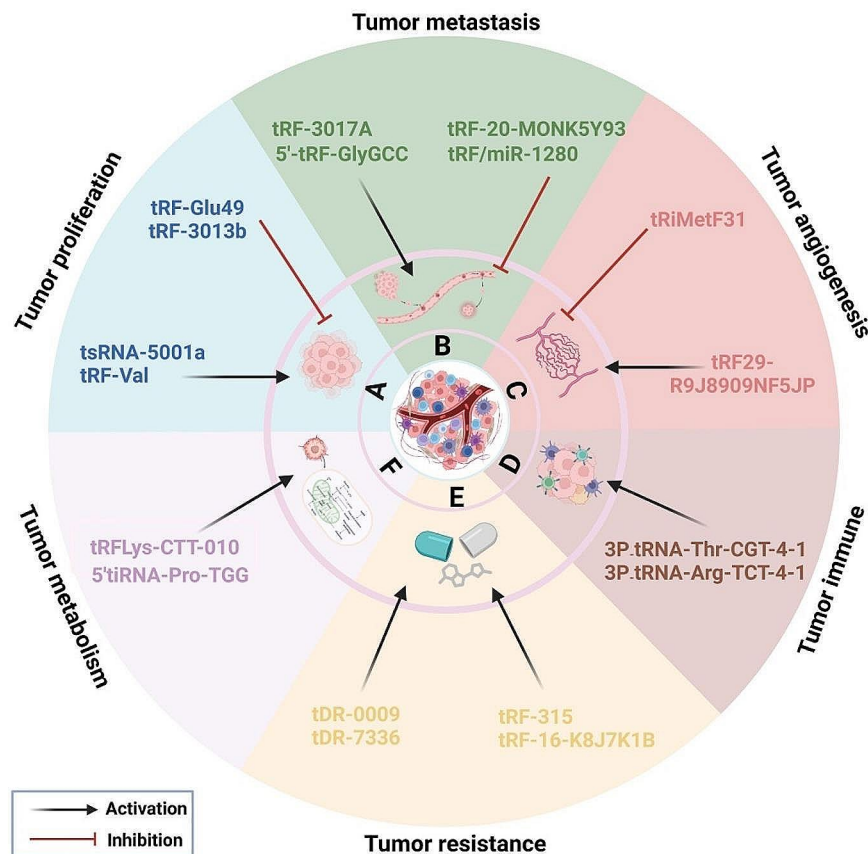 Tumor metastasis
tRF-3017A
5'-tRF-GlyGCC
tRF-20-MONK5Y93
tRF/miR-1280
Tumor proliferation
tRF-Glu49
tRF-3013b
tsRNA-5001a
tRF-Val
Tumor angiogenesis
tRiMetF31
tRF29-
R9J8909NF5JP
A
B
C
D
E
F
Tumor metabolism
tRFLys-CTT-010
5'tiRNA-Pro-TGG
Tumor immune
3P.tRNA-Thr-CGT-4-1
3P.tRNA-Arg-TCT-4-1
tDR-0009
tDR-7336
tRF-315
tRF-16-K8J7K1B
Tumor resistance
Activation
Inhibition